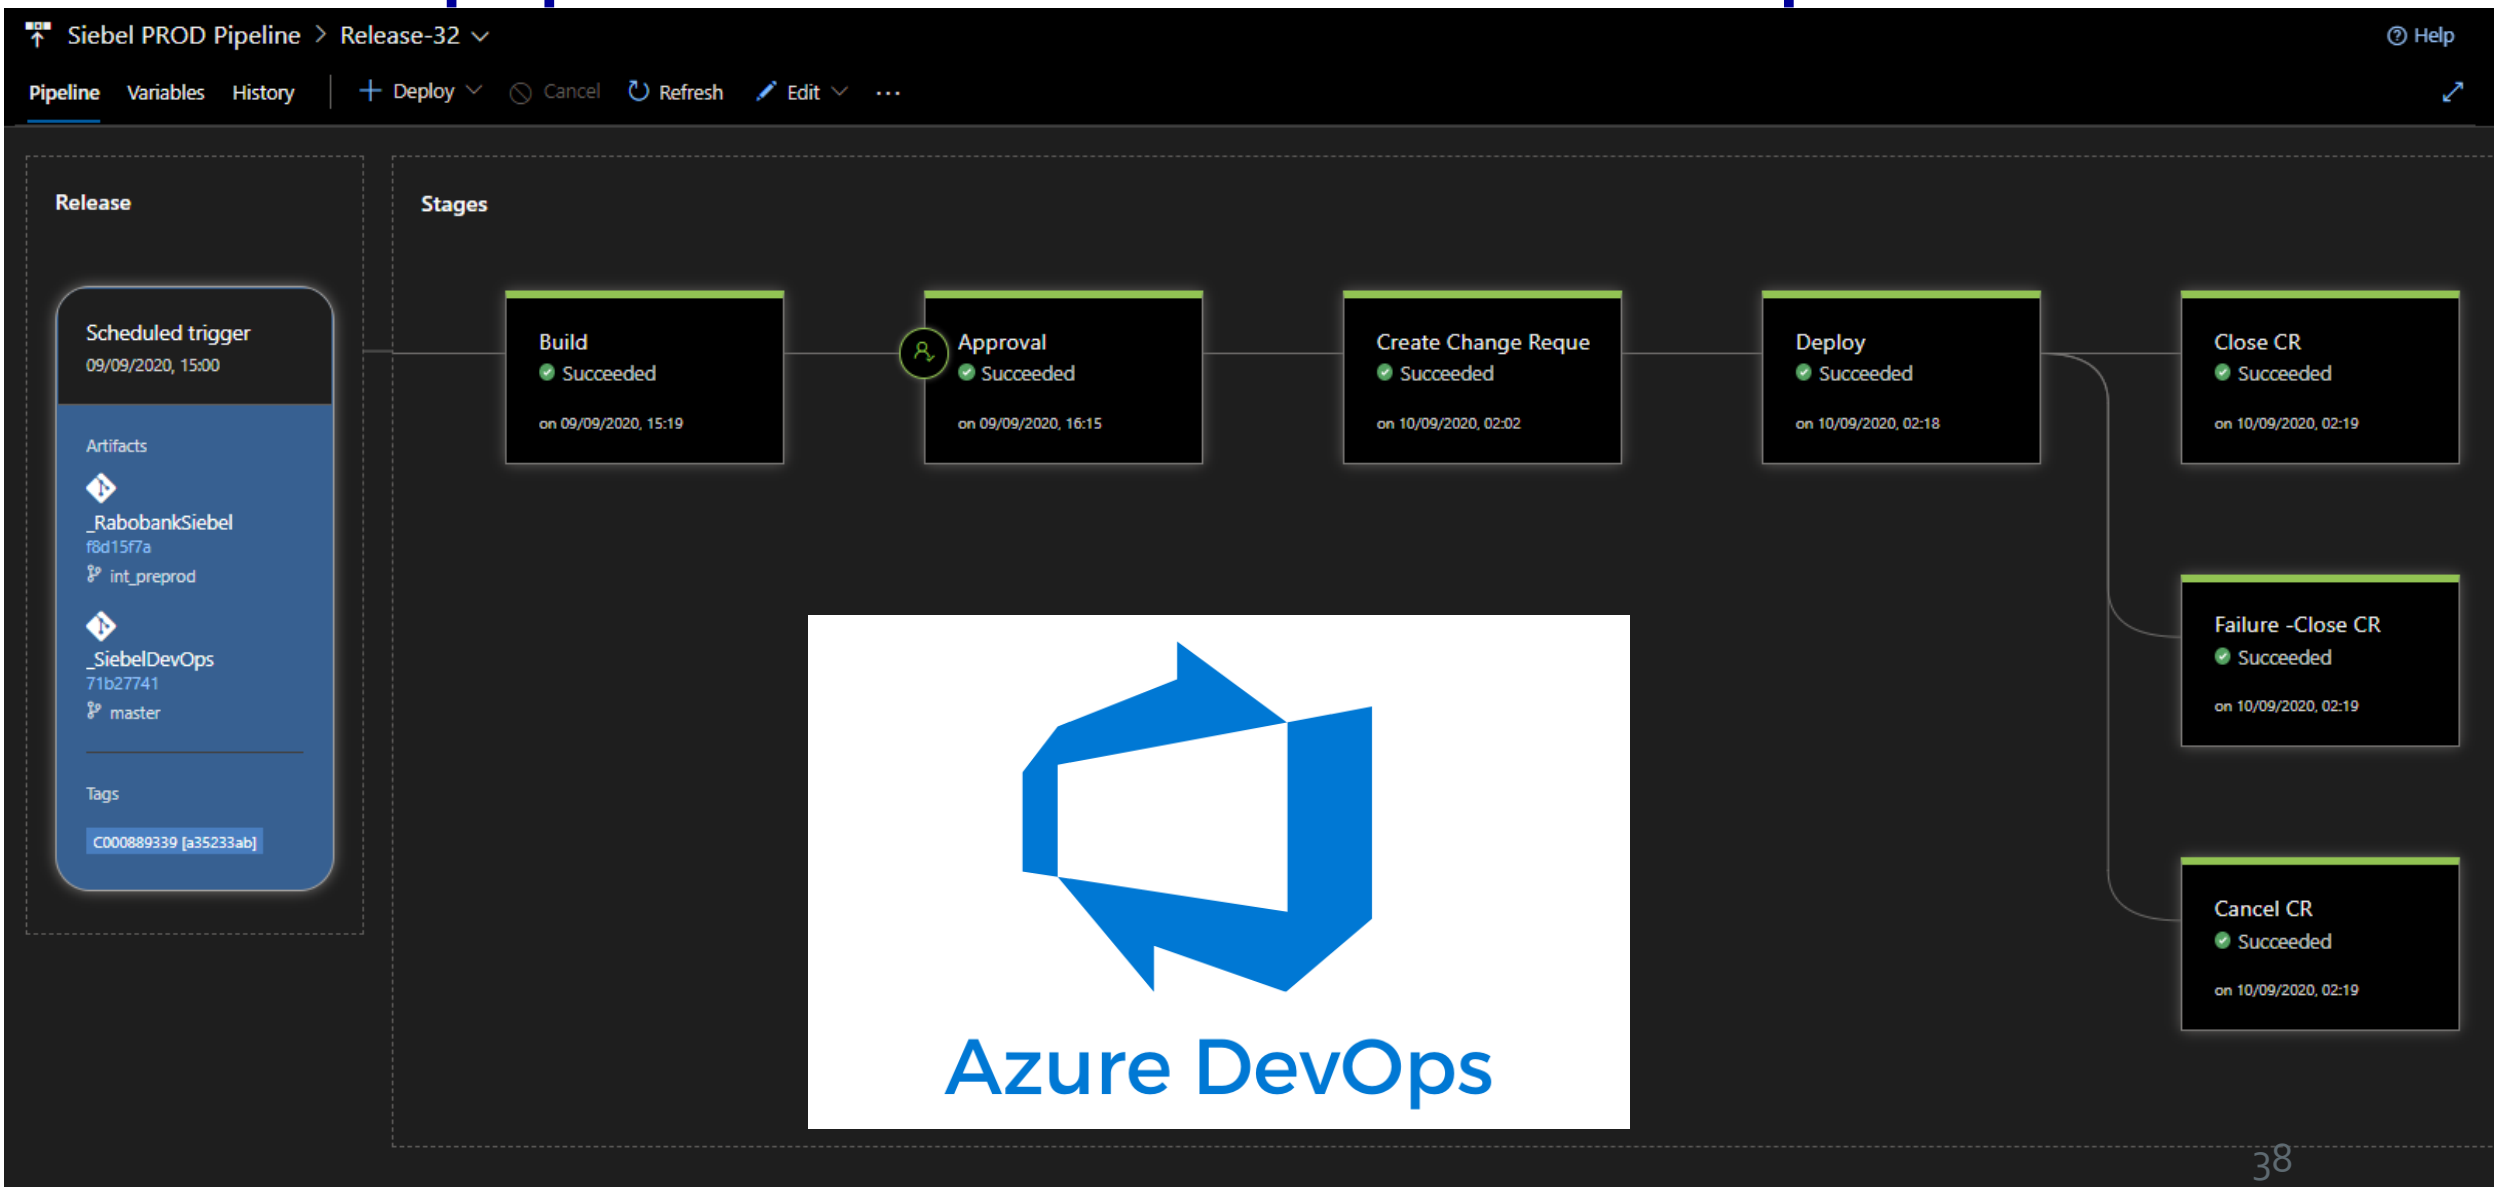 Siebel PROD Pipeline > Release-32
Help
Pipeline Variables History + Deploy Cancel Refresh Edit ...
Release
Stages
Scheduled trigger
09/09/2020, 15:00
Artifacts
_RabobankSiebel
f8d15f7a
int_preprod
_SiebelDevOps
71b27741
master
Tags
C000889339 [a35233ab]
Build
Succeeded
on 09/09/2020, 15:19
Approval
Succeeded
on 09/09/2020, 16:15
Create Change Reque
Succeeded
on 10/09/2020, 02:02
Deploy
Succeeded
on 10/09/2020, 02:18
Close CR
Succeeded
on 10/09/2020, 02:19
Failure -Close CR
Succeeded
on 10/09/2020, 02:19
Cancel CR
Succeeded
on 10/09/2020, 02:19
Azure DevOps
38